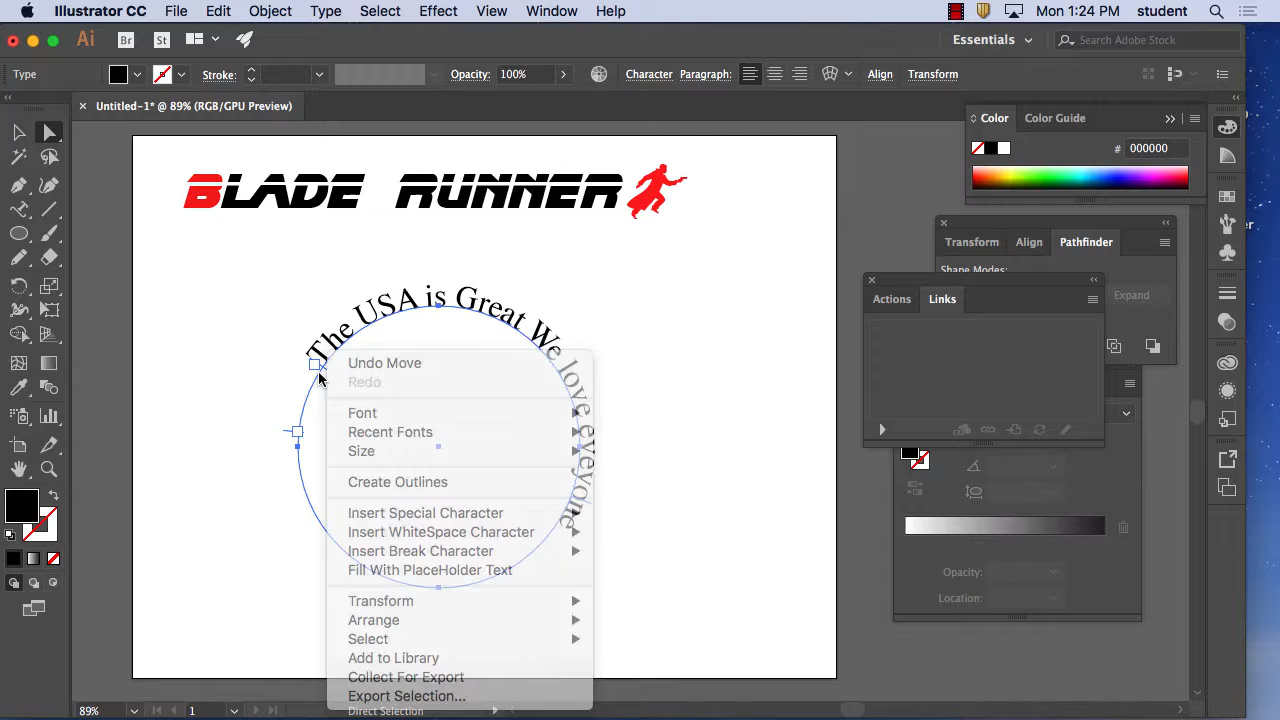 Illustrator CC File Edit Object Type Select Effect View Window Help Mon 1:24 PM student
Ai Br St Essentials Search Adobe Stock
Type Stroke: Opacity: 100% Character Paragraph: Align Transform
× Untitled-1* @ 89% (RGB/GPU Preview)
Color Color Guide
# 000000
BLADE RUNNER
Transform Align Pathfinder
Shape Modes:
Expand
Actions Links
The USA is Great We love everyone
Undo Move
Redo
Font
Recent Fonts
Size
Create Outlines
Insert Special Character
Insert WhiteSpace Character
Insert Break Character
Fill With PlaceHolder Text
Transform
Arrange
Select
Add to Library
Collect For Export
Export Selection...
Opacity:
Location:
89% 1 Direct Selection